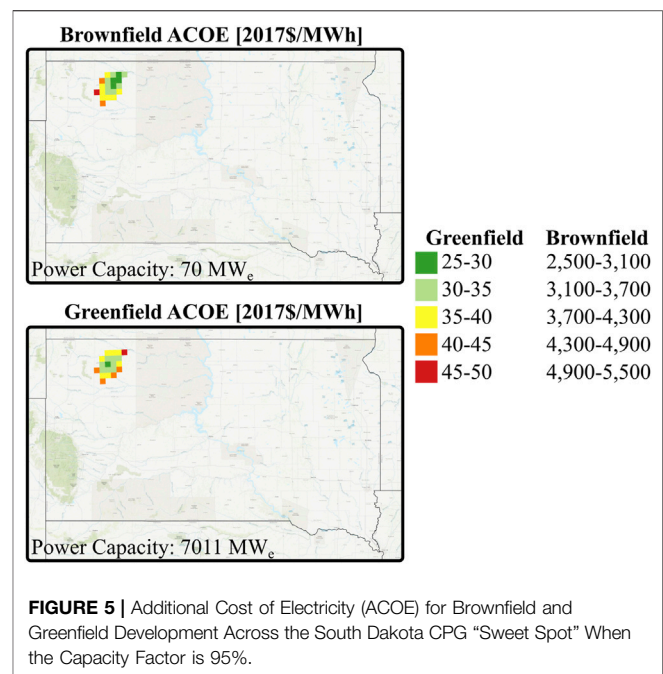 Brownfield ACOE [2017$/MWh]
Power Capacity: 70 MWe
Greenfield ACOE [2017$/MWh]
Power Capacity: 7011 MWe
Greenfield Brownfield
25-30 2,500-3,100
30-35 3,100-3,700
35-40 3,700-4,300
40-45 4,300-4,900
45-50 4,900-5,500
FIGURE 5 | Additional Cost of Electricity (ACOE) for Brownfield and
Greenfield Development Across the South Dakota CPG “Sweet Spot” When
the Capacity Factor is 95%.